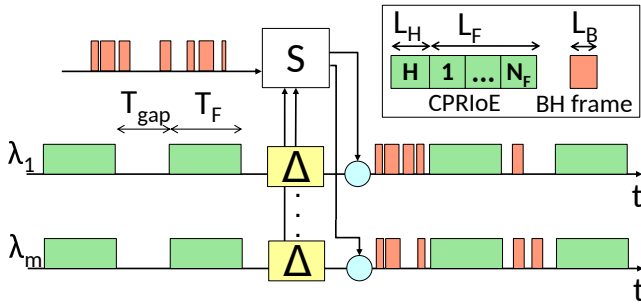 L_H L_F L_B
H 1 ... N_F
CPRIoE BH frame
S
T_gap T_F
λ_1 Δ t
. . .
λ_m Δ t